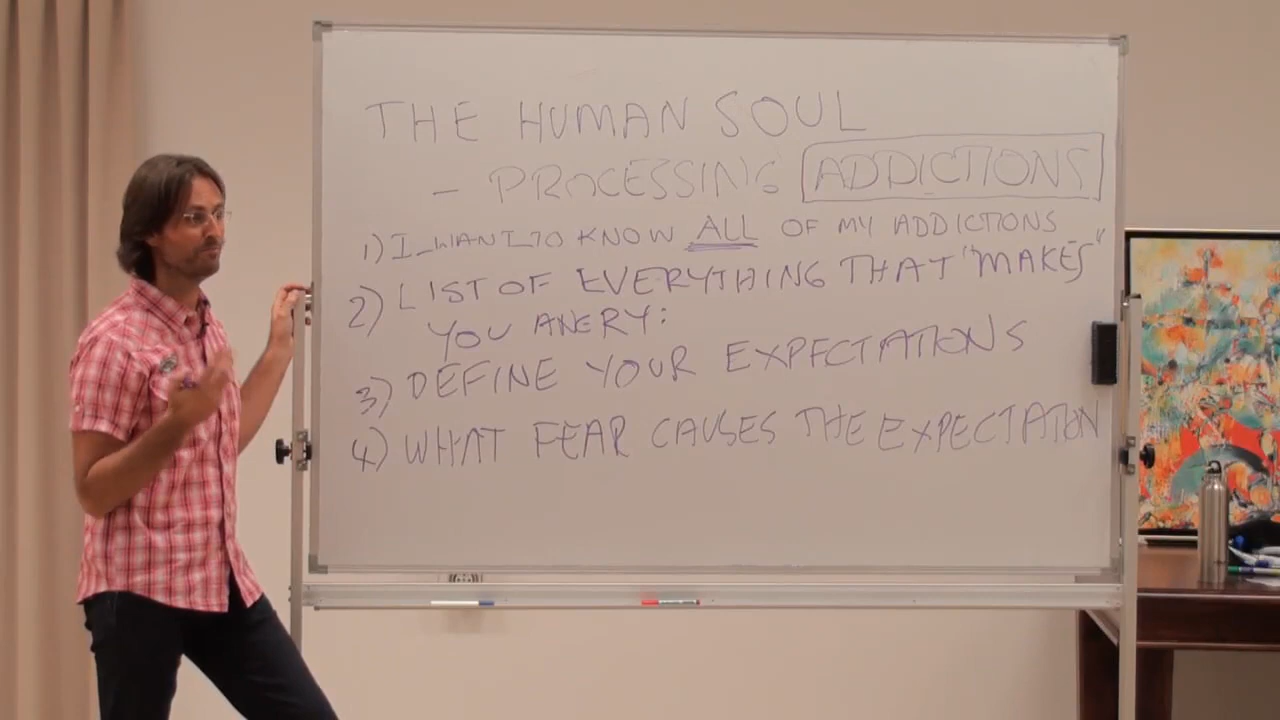 THE HUMAN SOUL
- PROCESSING ADDICTIONS
1) I WANT TO KNOW ALL OF MY ADDICTIONS
2) LIST OF EVERYTHING THAT "MAKES"
YOU ANGRY:
3) DEFINE YOUR EXPECTATIONS
4) WHAT FEAR CAUSES THE EXPECTATION